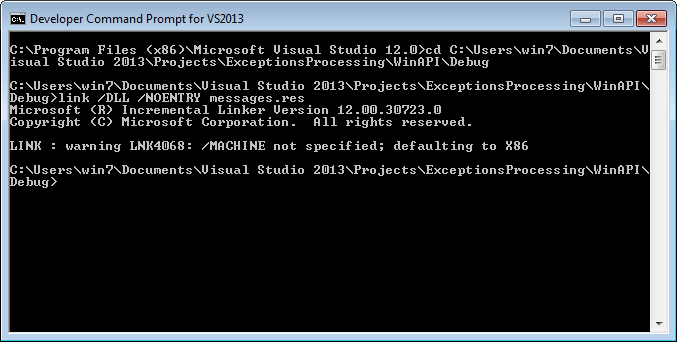 Developer Command Prompt for VS2013
C:\Program Files (x86)\Microsoft Visual Studio 12.0>cd C:\Users\win7\Documents\V
isual Studio 2013\Projects\ExceptionsProcessing\WinAPI\Debug
C:\Users\win7\Documents\Visual Studio 2013\Projects\ExceptionsProcessing\WinAPI\
Debug>link /DLL /NOENTRY messages.res
Microsoft (R) Incremental Linker Version 12.00.30723.0
Copyright (C) Microsoft Corporation.  All rights reserved.
LINK : warning LNK4068: /MACHINE not specified; defaulting to X86
C:\Users\win7\Documents\Visual Studio 2013\Projects\ExceptionsProcessing\WinAPI\
Debug>